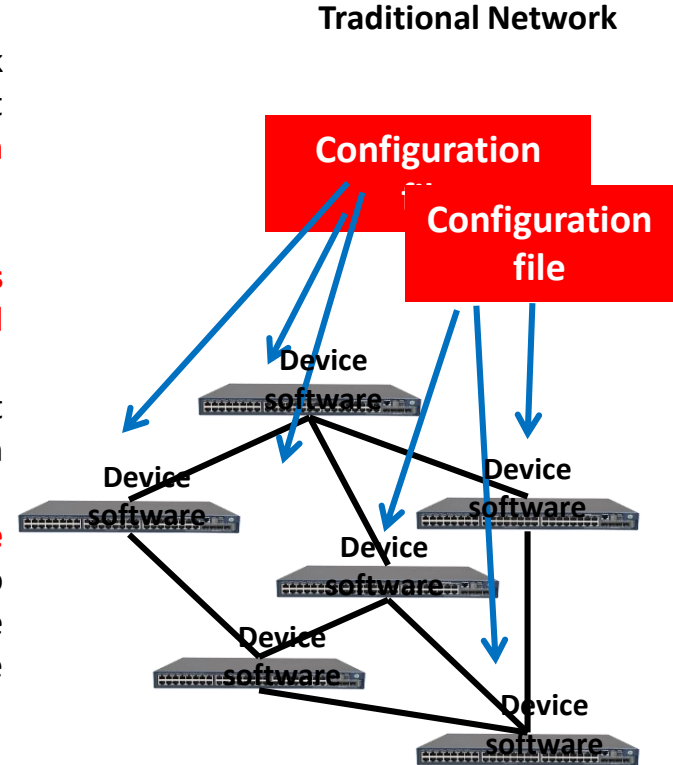 Traditional Network
Configuration
Configuration
file
Device
software
Device
software
Device
software
Device
software
Device
software
Device
software